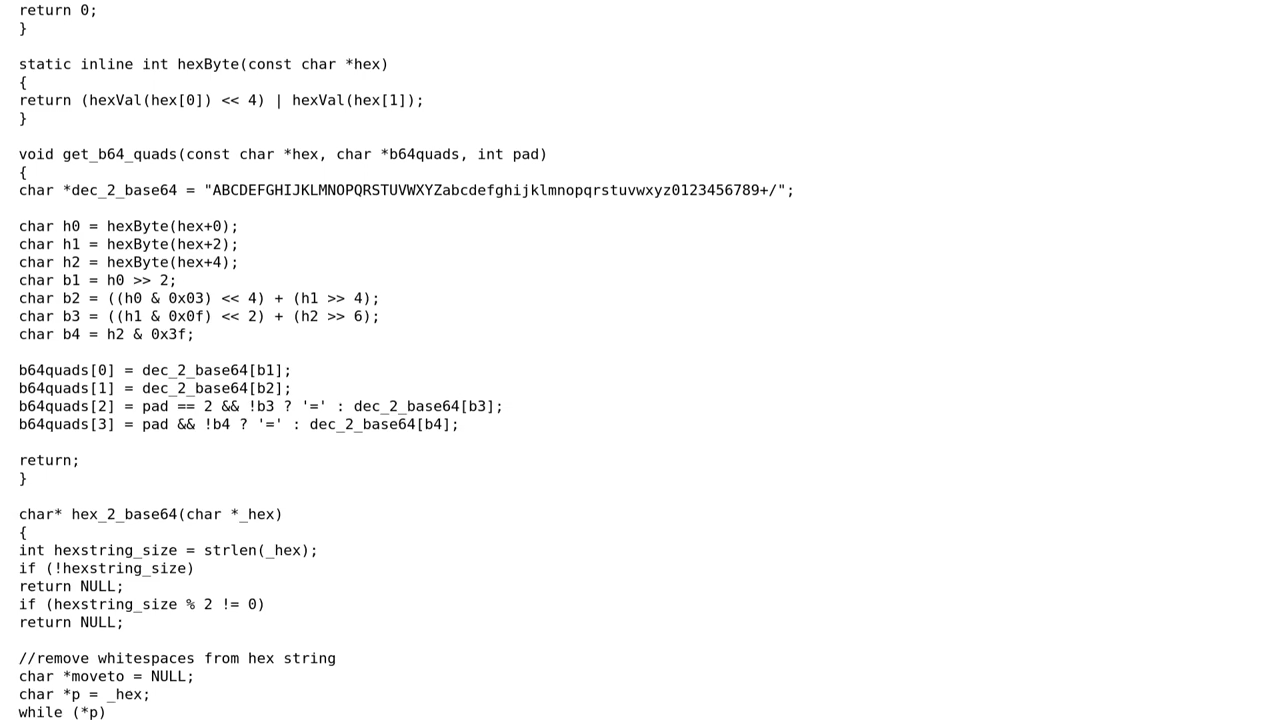 return 0;
}
static inline int hexByte(const char *hex)
{
return (hexVal(hex[0]) << 4) | hexVal(hex[1]);
}
void get_b64_quads(const char *hex, char *b64quads, int pad)
{
char *dec_2_base64 = "ABCDEFGHIJKLMNOPQRSTUVWXYZabcdefghijklmnopqrstuvwxyz0123456789+/";
char h0 = hexByte(hex+0);
char h1 = hexByte(hex+2);
char h2 = hexByte(hex+4);
char b1 = h0 >> 2;
char b2 = ((h0 & 0x03) << 4) + (h1 >> 4);
char b3 = ((h1 & 0x0f) << 2) + (h2 >> 6);
char b4 = h2 & 0x3f;
b64quads[0] = dec_2_base64[b1];
b64quads[1] = dec_2_base64[b2];
b64quads[2] = pad == 2 && !b3 ? '=' : dec_2_base64[b3];
b64quads[3] = pad && !b4 ? '=' : dec_2_base64[b4];
return;
}
char* hex_2_base64(char *_hex)
{
int hexstring_size = strlen(_hex);
if (!hexstring_size)
return NULL;
if (hexstring_size % 2 != 0)
return NULL;
//remove whitespaces from hex string
char *moveto = NULL;
char *p = _hex;
while (*p)